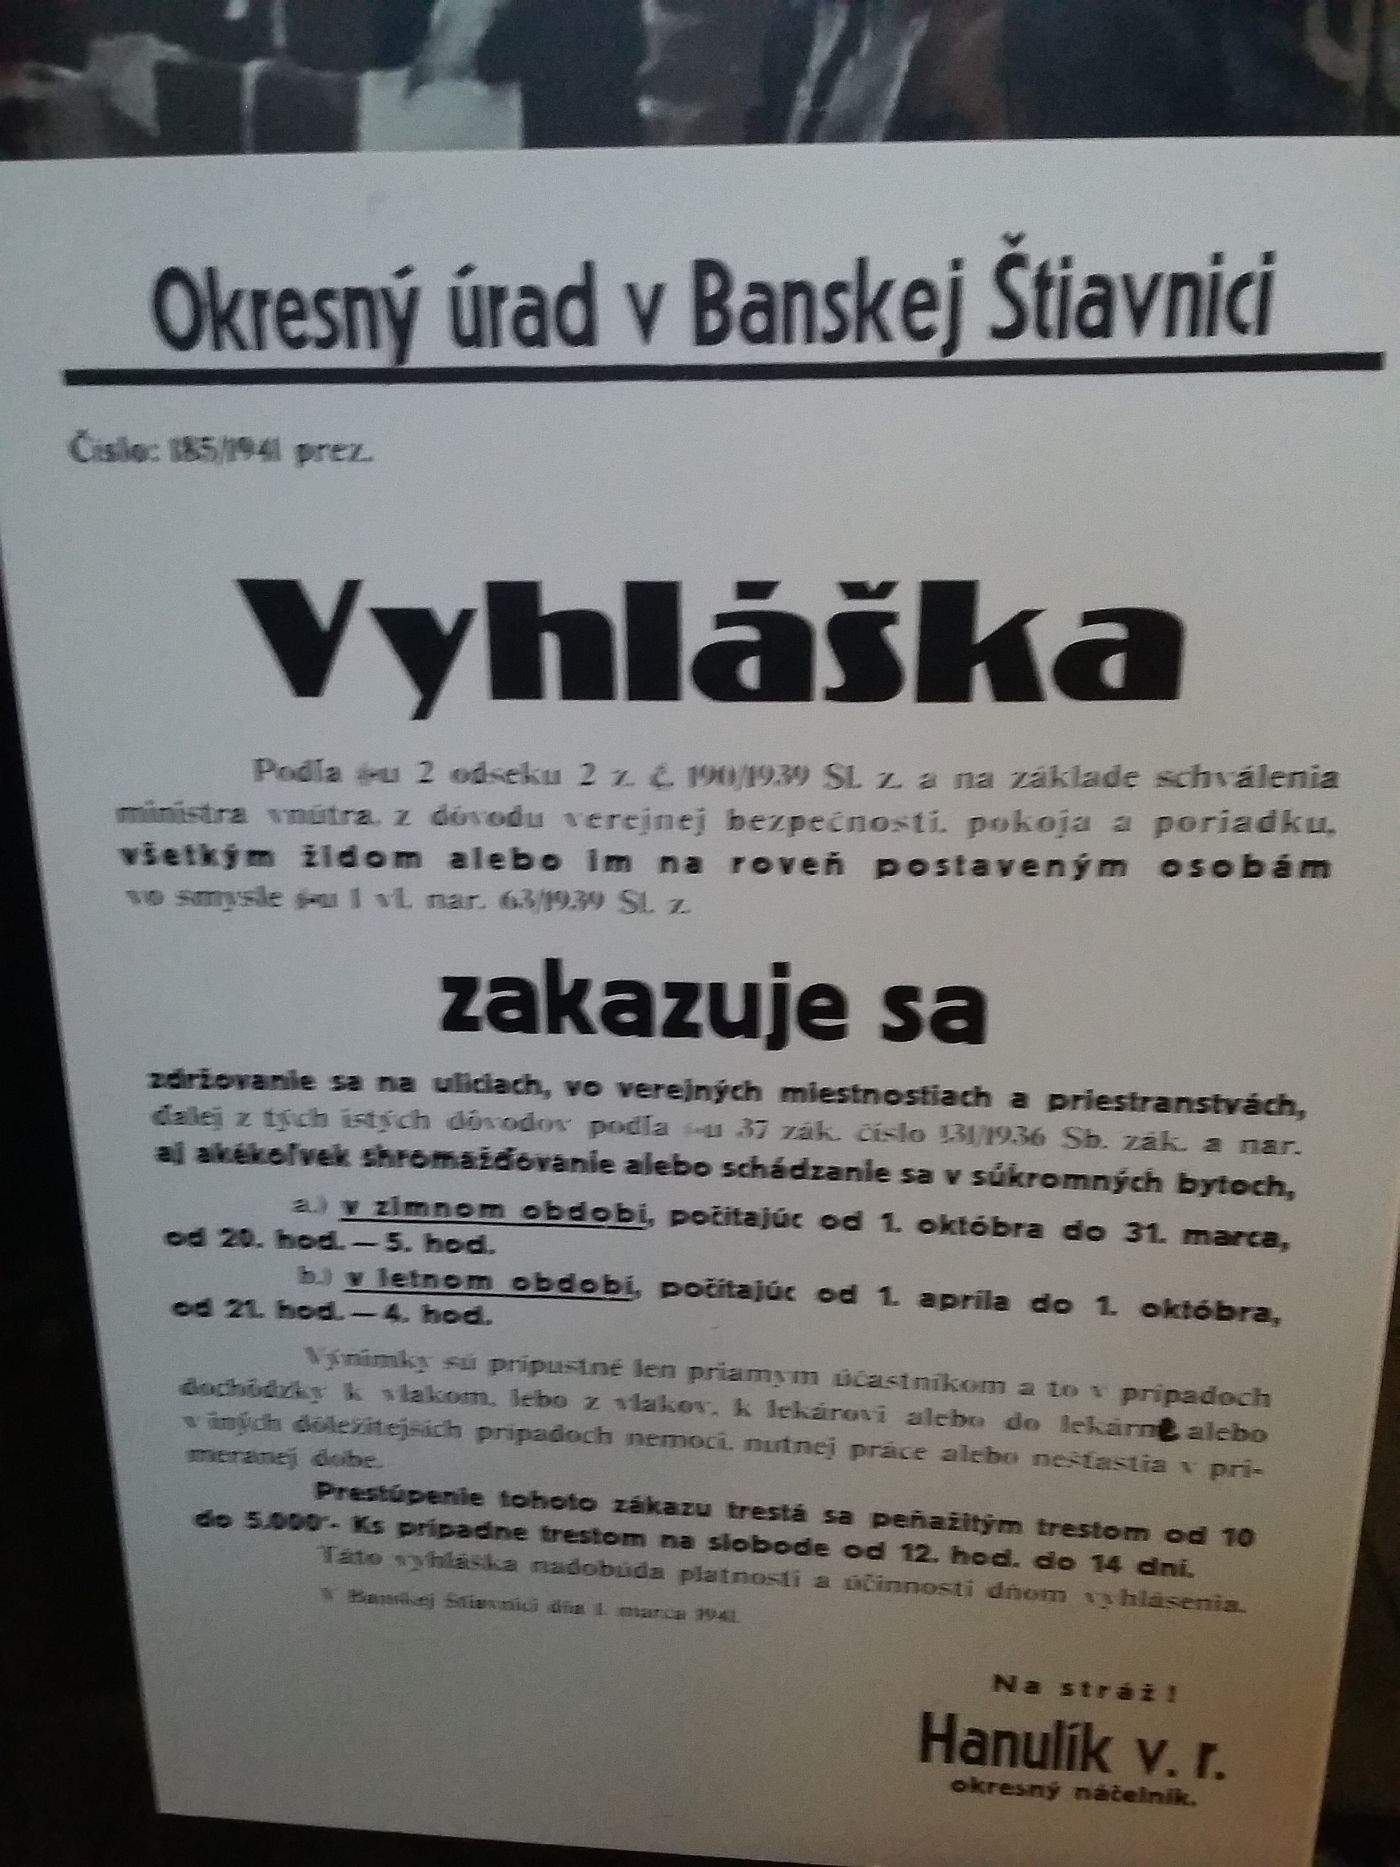 Okresný úrad v Banskej Štiavnici
Číslo: 185/1941 prez.
Vyhláška
Podľa §-u 2 odseku 2 z. č. 190/1939 Sl. z. a na základe schválenia
ministra vnútra, z dôvodu verejnej bezpečnosti, pokoja a poriadku,
všetkým židom alebo im na roveň postaveným osobám
vo smysle §-u 1 vl. nar. 63/1939 Sl. z.
zakazuje sa
zdržovanie sa na uliciach, vo verejných miestnostiach a priestranstvách,
ďalej z tých istých dôvodov podľa §-u 37 zák. číslo 131/1936 Sb. zák. a nar.
aj akékoľvek shromažďovanie alebo schádzanie sa v súkromných bytoch,
a.) v zimnom období, počítajúc od 1. októbra do 31. marca,
od 20. hod. — 5. hod.
b.) v letnom období, počítajúc od 1. apríla do 1. októbra,
od 21. hod. — 4. hod.
Výnimky sú prípustné len priamym účastníkom a to v prípadoch
dochôdzky k vlakom, lebo z vlakov, k lekárovi alebo do lekárne alebo
v iných dôležitejších prípadoch nemoci, nutnej práce alebo nešťastia v pri-
meranej dobe.
Prestúpenie tohoto zákazu trestá sa peňažitým trestom od 10
do 5.000·- Ks prípadne trestom na slobode od 12. hod. do 14 dní.
Táto vyhláška nadobúda platnosti a účinnosti dňom vyhlásenia.
V Banskej Štiavnici dňa 1. marca 1941.
Na stráž!
Hanulík v. r.
okresný náčelník.